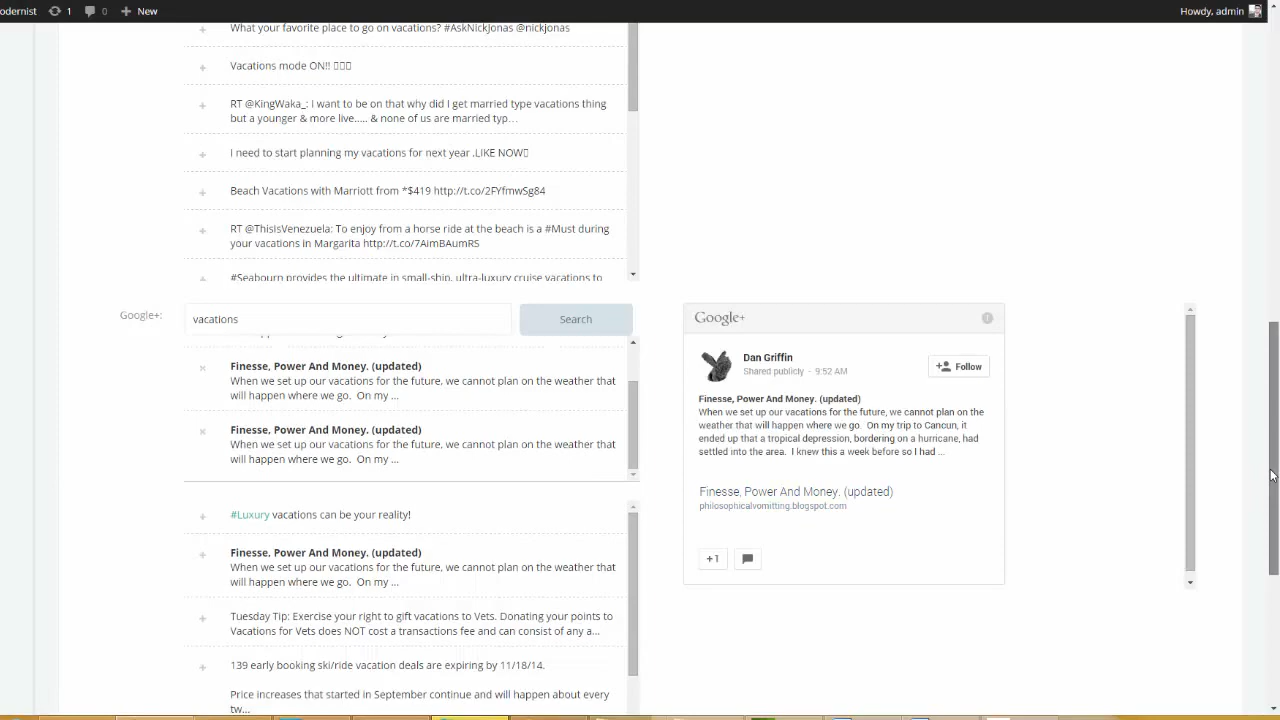 odernist 1 0 New Howdy, admin
What your favorite place to go on vacations? #AskNickJonas @nickjonas
Vacations mode ON!!
RT @KingWaka_: I want to be on that why did I get married type vacations thing
but a younger & more live..... & none of us are married typ…
I need to start planning my vacations for next year .LIKE NOW
Beach Vacations with Marriott from *$419 http://t.co/2FYfmwSg84
RT @ThisIsVenezuela: To enjoy from a horse ride at the beach is a #Must during
your vacations in Margarita http://t.co/7AimBAumRS
#Seabourn provides the ultimate in small-ship, ultra-luxury cruise vacations to
Google+: vacations Search
Finesse, Power And Money. (updated)
When we set up our vacations for the future, we cannot plan on the weather that
will happen where we go. On my ...
Finesse, Power And Money. (updated)
When we set up our vacations for the future, we cannot plan on the weather that
will happen where we go. On my ...
#Luxury vacations can be your reality!
Finesse, Power And Money. (updated)
When we set up our vacations for the future, we cannot plan on the weather that
will happen where we go. On my ...
Tuesday Tip: Exercise your right to gift vacations to Vets. Donating your points to
Vacations for Vets does NOT cost a transactions fee and can consist of any a...
139 early booking ski/ride vacation deals are expiring by 11/18/14.
Price increases that started in September continue and will happen about every
tw...
Google+
Dan Griffin
Shared publicly - 9:52 AM
Follow
Finesse, Power And Money. (updated)
When we set up our vacations for the future, we cannot plan on the
weather that will happen where we go. On my trip to Cancun, it
ended up that a tropical depression, bordering on a hurricane, had
settled into the area. I knew this a week before so I had ...
Finesse, Power And Money. (updated)
philosophicalvomitting.blogspot.com
+1